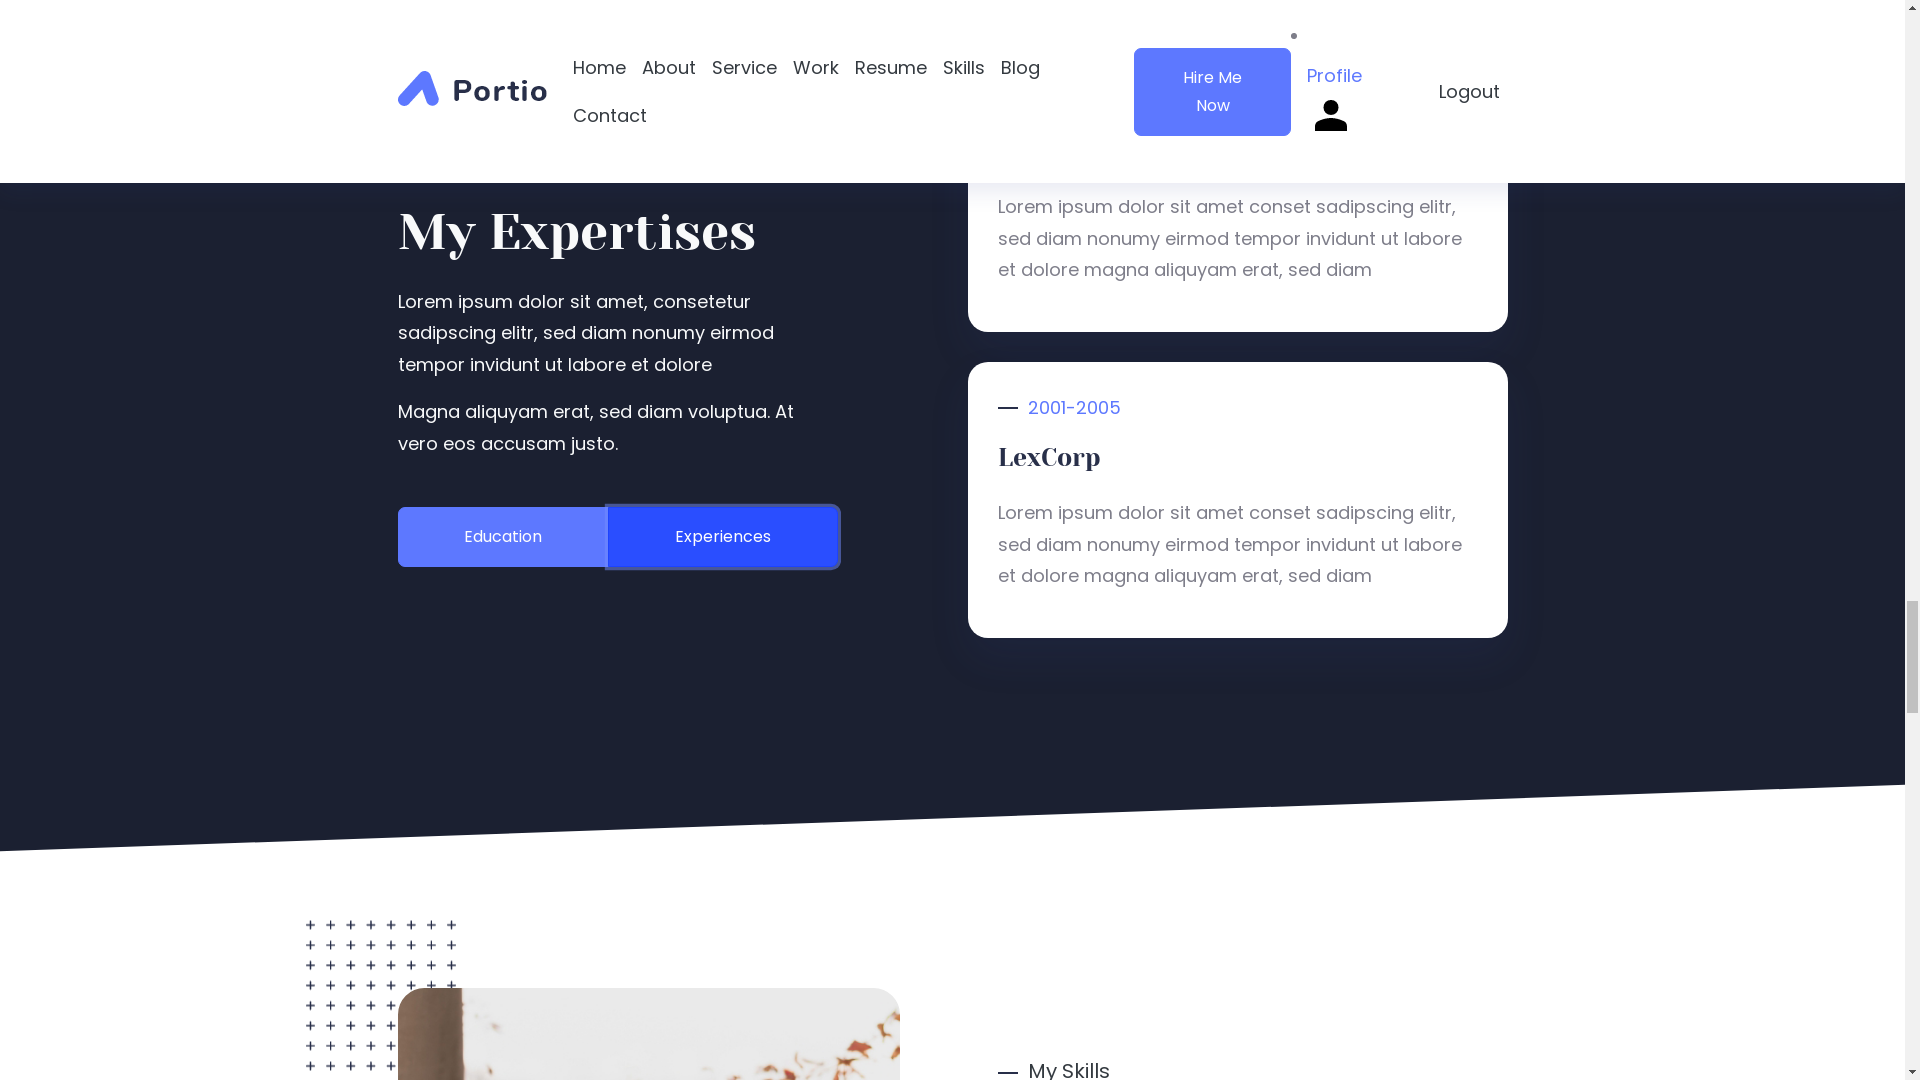 Portio
Home About Service Work Resume Skills Blog
Contact
Hire Me
Now
Profile
Logout
My Expertises
Lorem ipsum dolor sit amet, consetetur
sadipscing elitr, sed diam nonumy eirmod
tempor invidunt ut labore et dolore
Magna aliquyam erat, sed diam voluptua. At
vero eos accusam justo.
Education
Experiences
Lorem ipsum dolor sit amet conset sadipscing elitr,
sed diam nonumy eirmod tempor invidunt ut labore
et dolore magna aliquyam erat, sed diam
2001-2005
LexCorp
Lorem ipsum dolor sit amet conset sadipscing elitr,
sed diam nonumy eirmod tempor invidunt ut labore
et dolore magna aliquyam erat, sed diam
My Skills